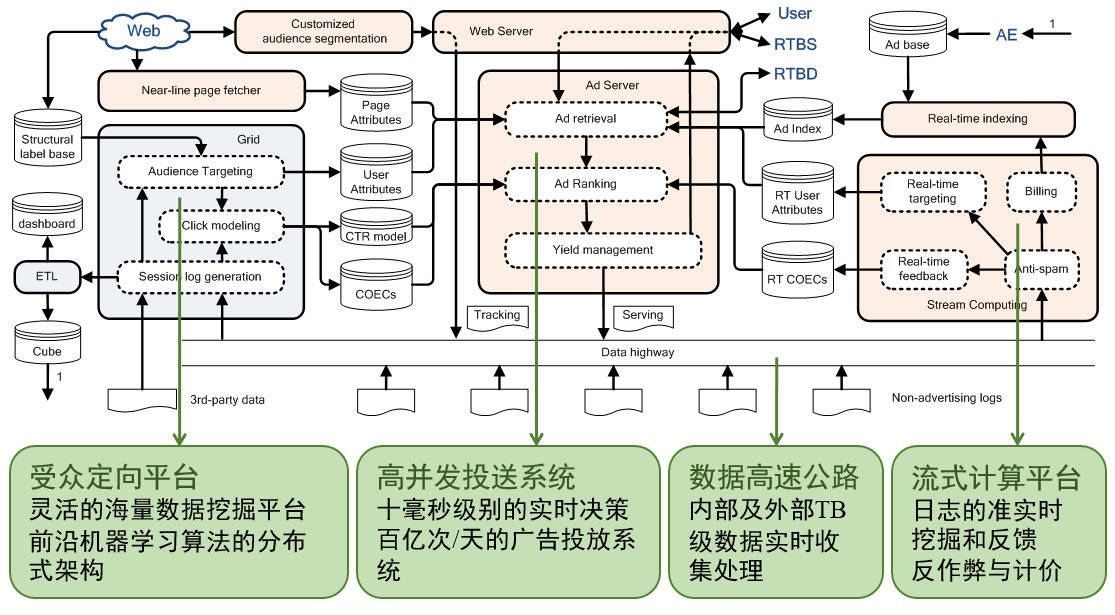 Web
Customized
audience segmentation
Web Server
User
RTBS
RTBD
Ad base
AE
1
Near-line page fetcher
Page
Attributes
Ad Server
Ad retrieval
Ad Index
Real-time indexing
Structural
label base
Grid
Audience Targeting
User
Attributes
Ad Ranking
RT User
Attributes
Real-time
targeting
Billing
dashboard
Click modeling
CTR model
Yield management
ETL
Session log generation
COECs
RT COECs
Real-time
feedback
Anti-spam
Stream Computing
Tracking
Serving
Cube
Data highway
1
3rd-party data
Non-advertising logs
受众定向平台
灵活的海量数据挖掘平台
前沿机器学习算法的分布
式架构
高并发投送系统
十毫秒级别的实时决策
百亿次/天的广告投放系
统
数据高速公路
内部及外部TB
级数据实时收
集处理
流式计算平台
日志的准实时
挖掘和反馈
反作弊与计价